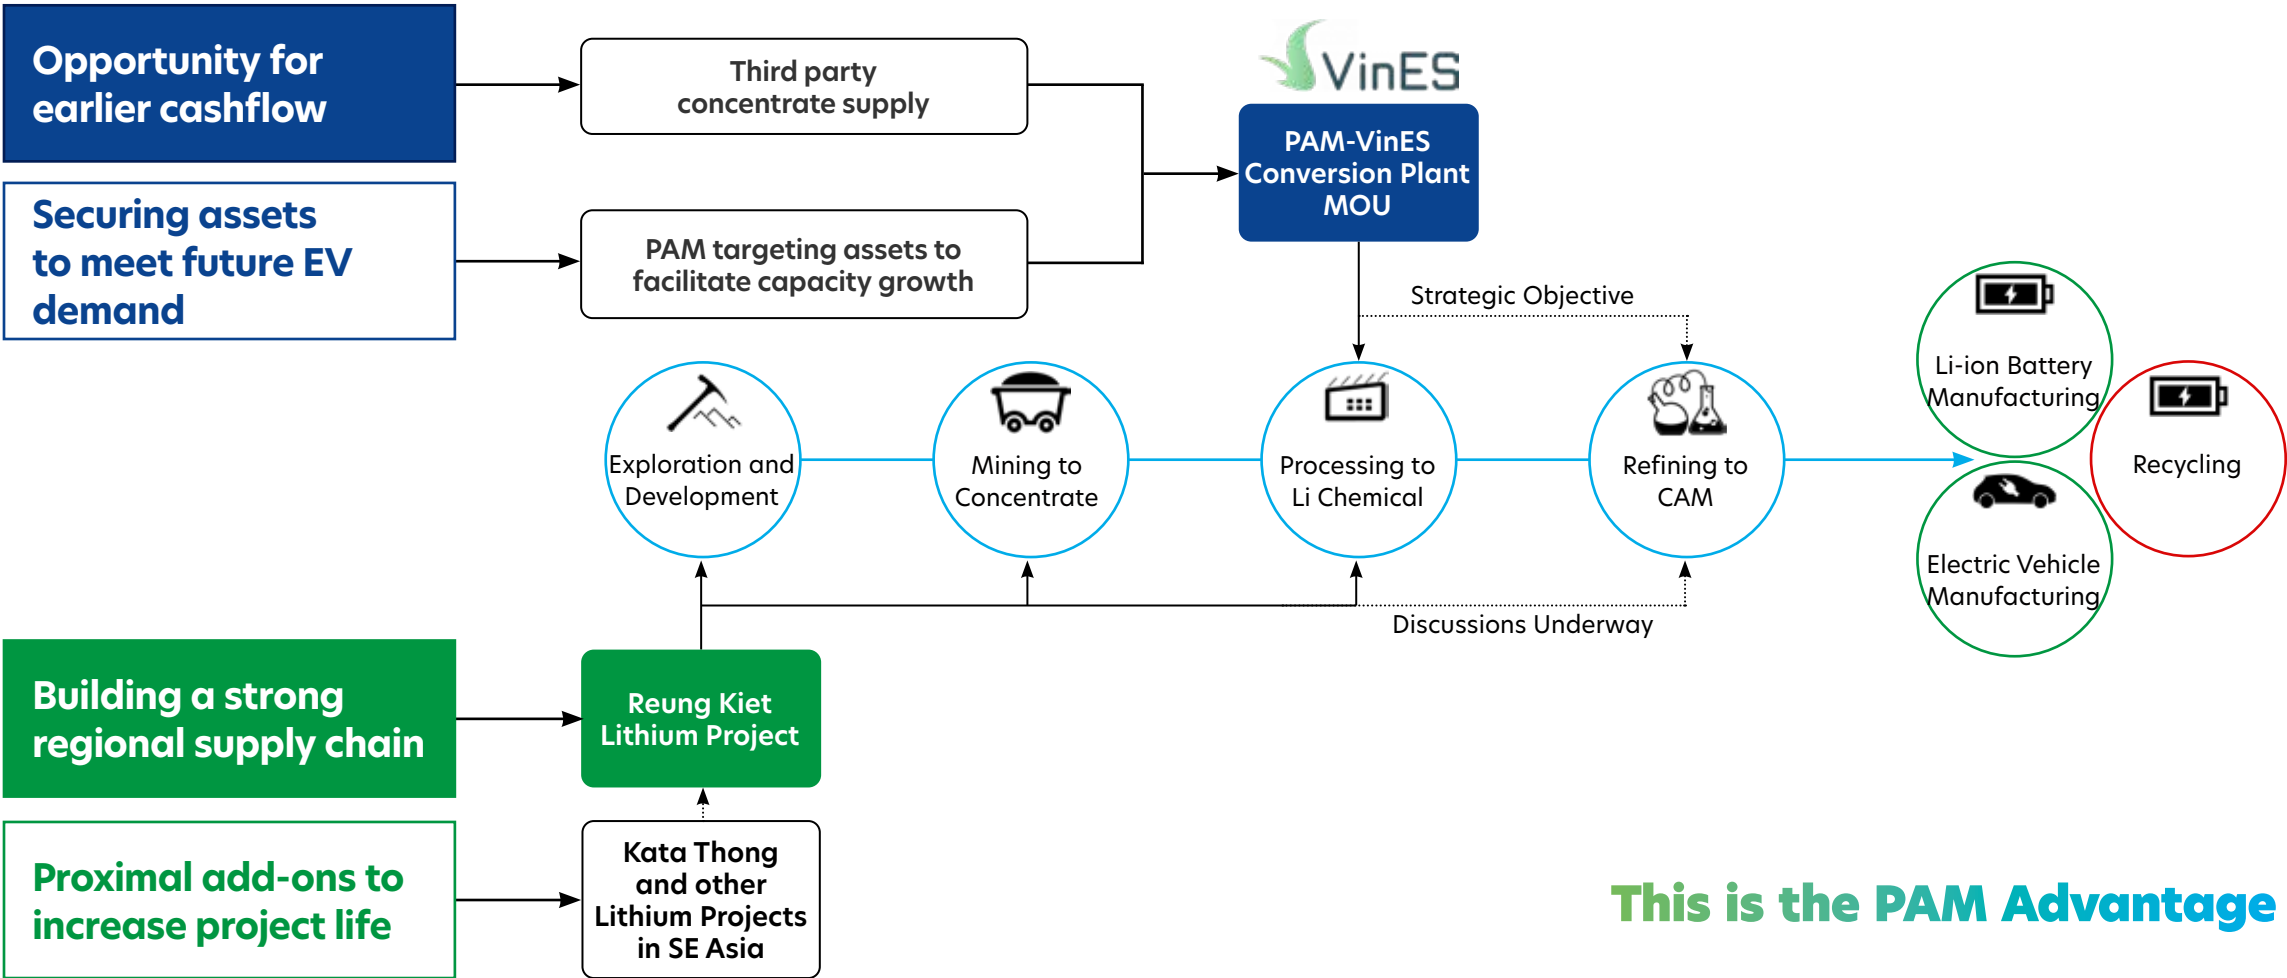 Opportunity for
earlier cashflow
Third party
concentrate supply
VinES
PAM-VinES
Conversion Plant
MOU
Securing assets
to meet future EV
demand
PAM targeting assets to
facilitate capacity growth
Strategic Objective
Exploration and
Development
Mining to
Concentrate
Processing to
Li Chemical
Refining to
CAM
Li-ion Battery
Manufacturing
Recycling
Electric Vehicle
Manufacturing
Discussions Underway
Building a strong
regional supply chain
Reung Kiet
Lithium Project
Proximal add-ons to
increase project life
Kata Thong
and other
Lithium Projects
in SE Asia
This is the PAM Advantage